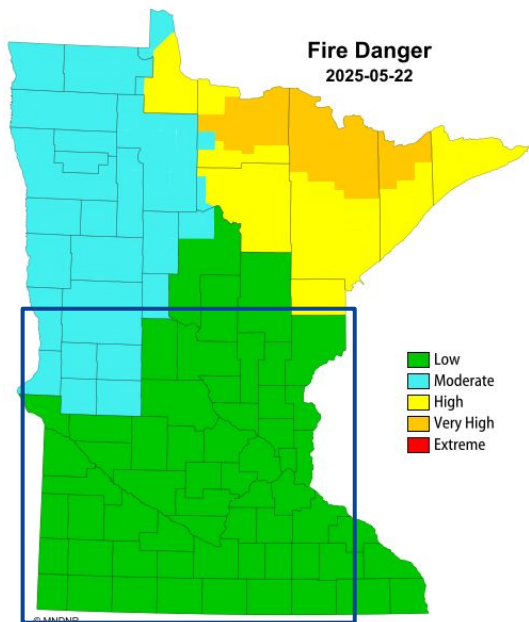 Fire Danger
2025-05-22
Low
Moderate
High
Very High
Extreme
© MNDNR